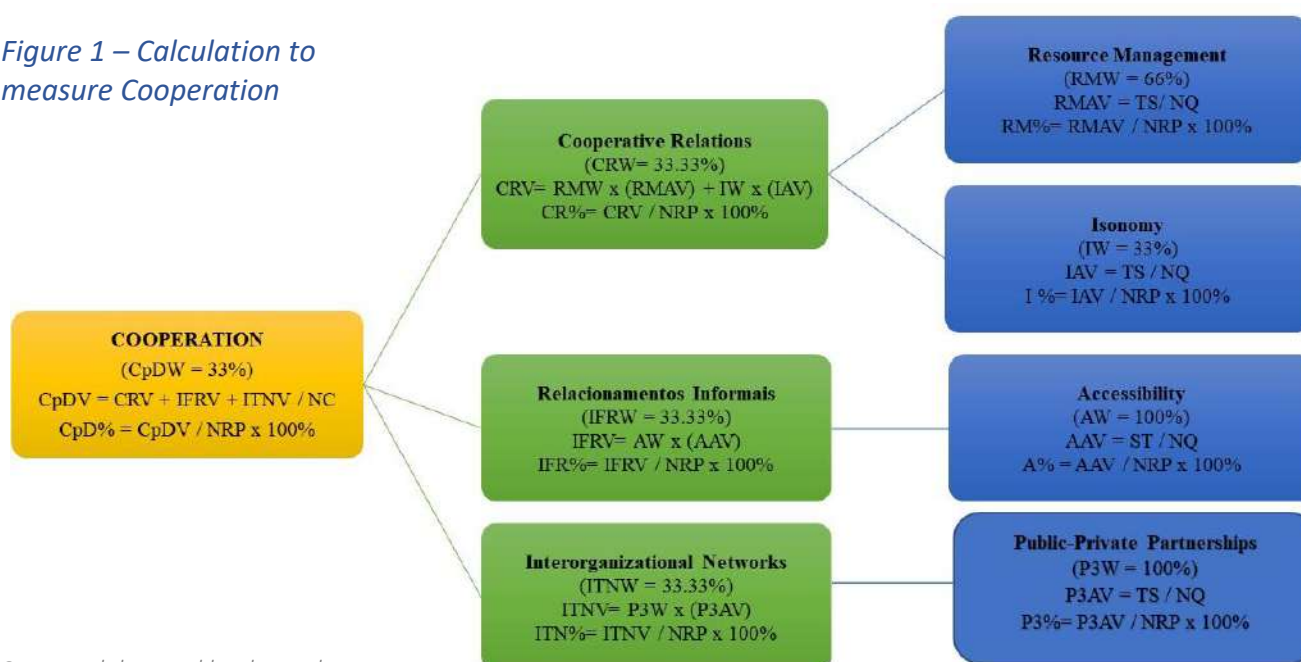 Figure 1 – Calculation to
measure Cooperation
COOPERATION
(CpDW = 33%)
CpDV = CRV + IFRV + ITNV / NC
CpD% = CpDV / NRP x 100%
Cooperative Relations
(CRW= 33.33%)
CRV= RMW x (RMAV) + IW x (IAV)
CR%= CRV / NRP x 100%
Relacionamentos Informais
(IFRW = 33.33%)
IFRV= AW x (AAV)
IFR%= IFRV / NRP x 100%
Interorganizational Networks
(ITNW = 33.33%)
ITNV= P3W x (P3AV)
ITN%= ITNV / NRP x 100%
Resource Management
(RMW = 66%)
RMAV = TS/ NQ
RM%= RMAV / NRP x 100%
Isonomy
(IW = 33%)
IAV = TS / NQ
I %= IAV / NRP x 100%
Accessibility
(AW = 100%)
AAV = ST / NQ
A% = AAV / NRP x 100%
Public-Private Partnerships
(P3W = 100%)
P3AV = TS / NQ
P3%= P3AV / NRP x 100%